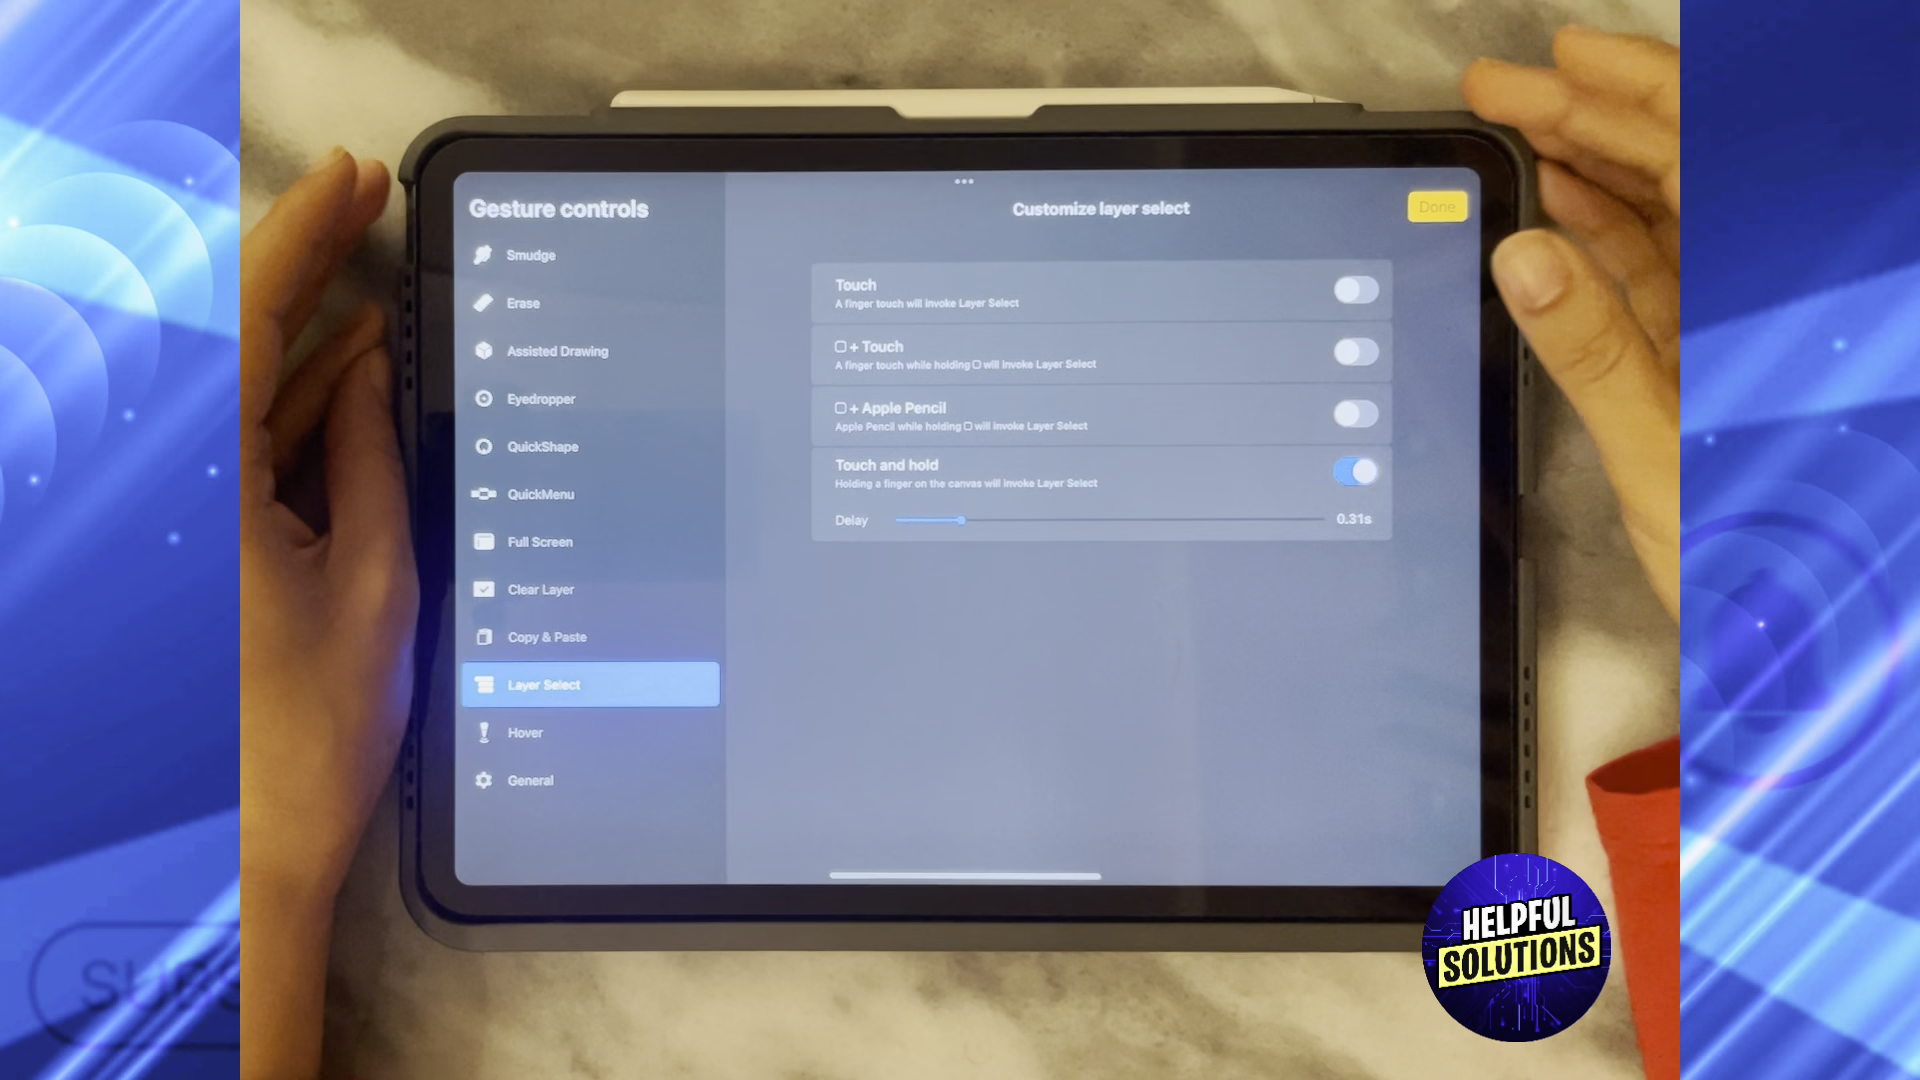 Gesture controls
Smudge
Erase
Assisted Drawing
Eyedropper
QuickShape
QuickMenu
Full Screen
Clear Layer
Copy & Paste
Layer Select
Hover
General
Customize layer select
Done
Touch
A finger touch will invoke Layer Select
▢ + Touch
A finger touch while holding ▢ will invoke Layer Select
▢ + Apple Pencil
Apple Pencil while holding ▢ will invoke Layer Select
Touch and hold
Holding a finger on the canvas will invoke Layer Select
Delay 0.31s
HELPFUL
SOLUTIONS